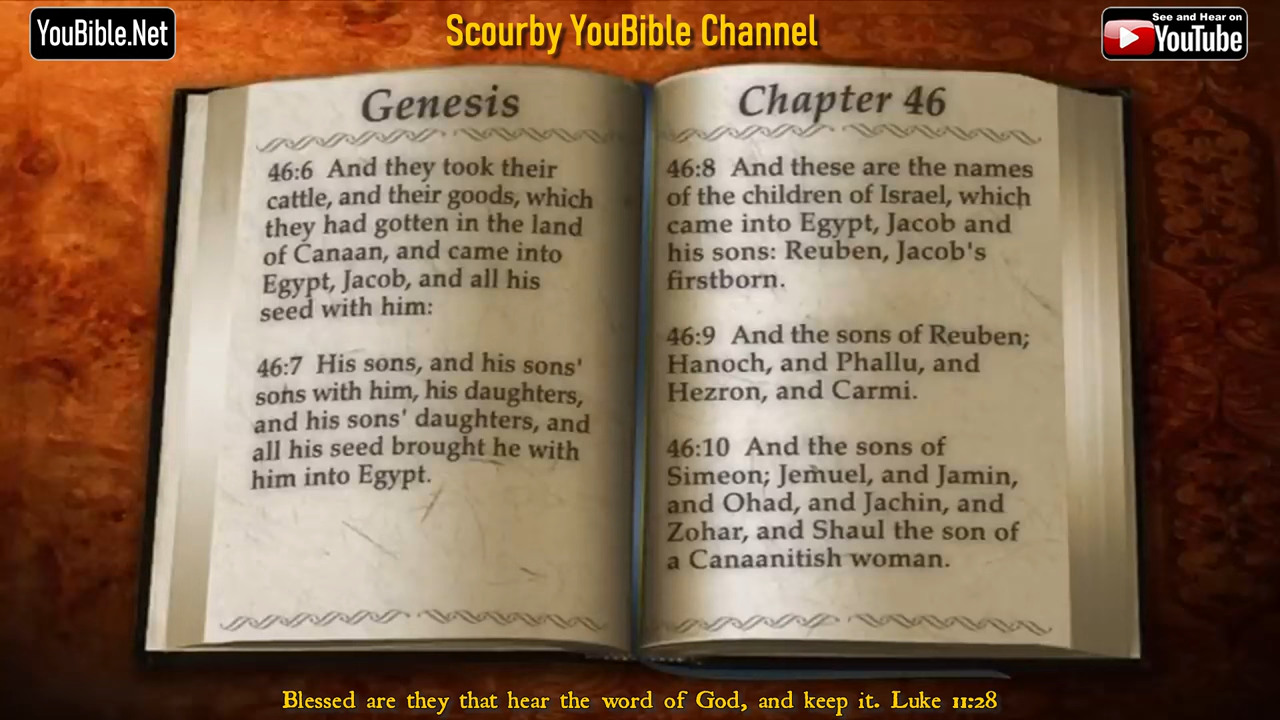 YouBible.Net
Scourby YouBible Channel
See and Hear on
YouTube
Genesis
46:6 And they took their
cattle, and their goods, which
they had gotten in the land
of Canaan, and came into
Egypt, Jacob, and all his
seed with him:
46:7 His sons, and his sons'
sons with him, his daughters,
and his sons' daughters, and
all his seed brought he with
him into Egypt.
Chapter 46
46:8 And these are the names
of the children of Israel, which
came into Egypt, Jacob and
his sons: Reuben, Jacob's
firstborn.
46:9 And the sons of Reuben;
Hanoch, and Phallu, and
Hezron, and Carmi.
46:10 And the sons of
Simeon; Jemuel, and Jamin,
and Ohad, and Jachin, and
Zohar, and Shaul the son of
a Canaanitish woman.
Blessed are they that hear the word of God, and keep it. Luke 11:28